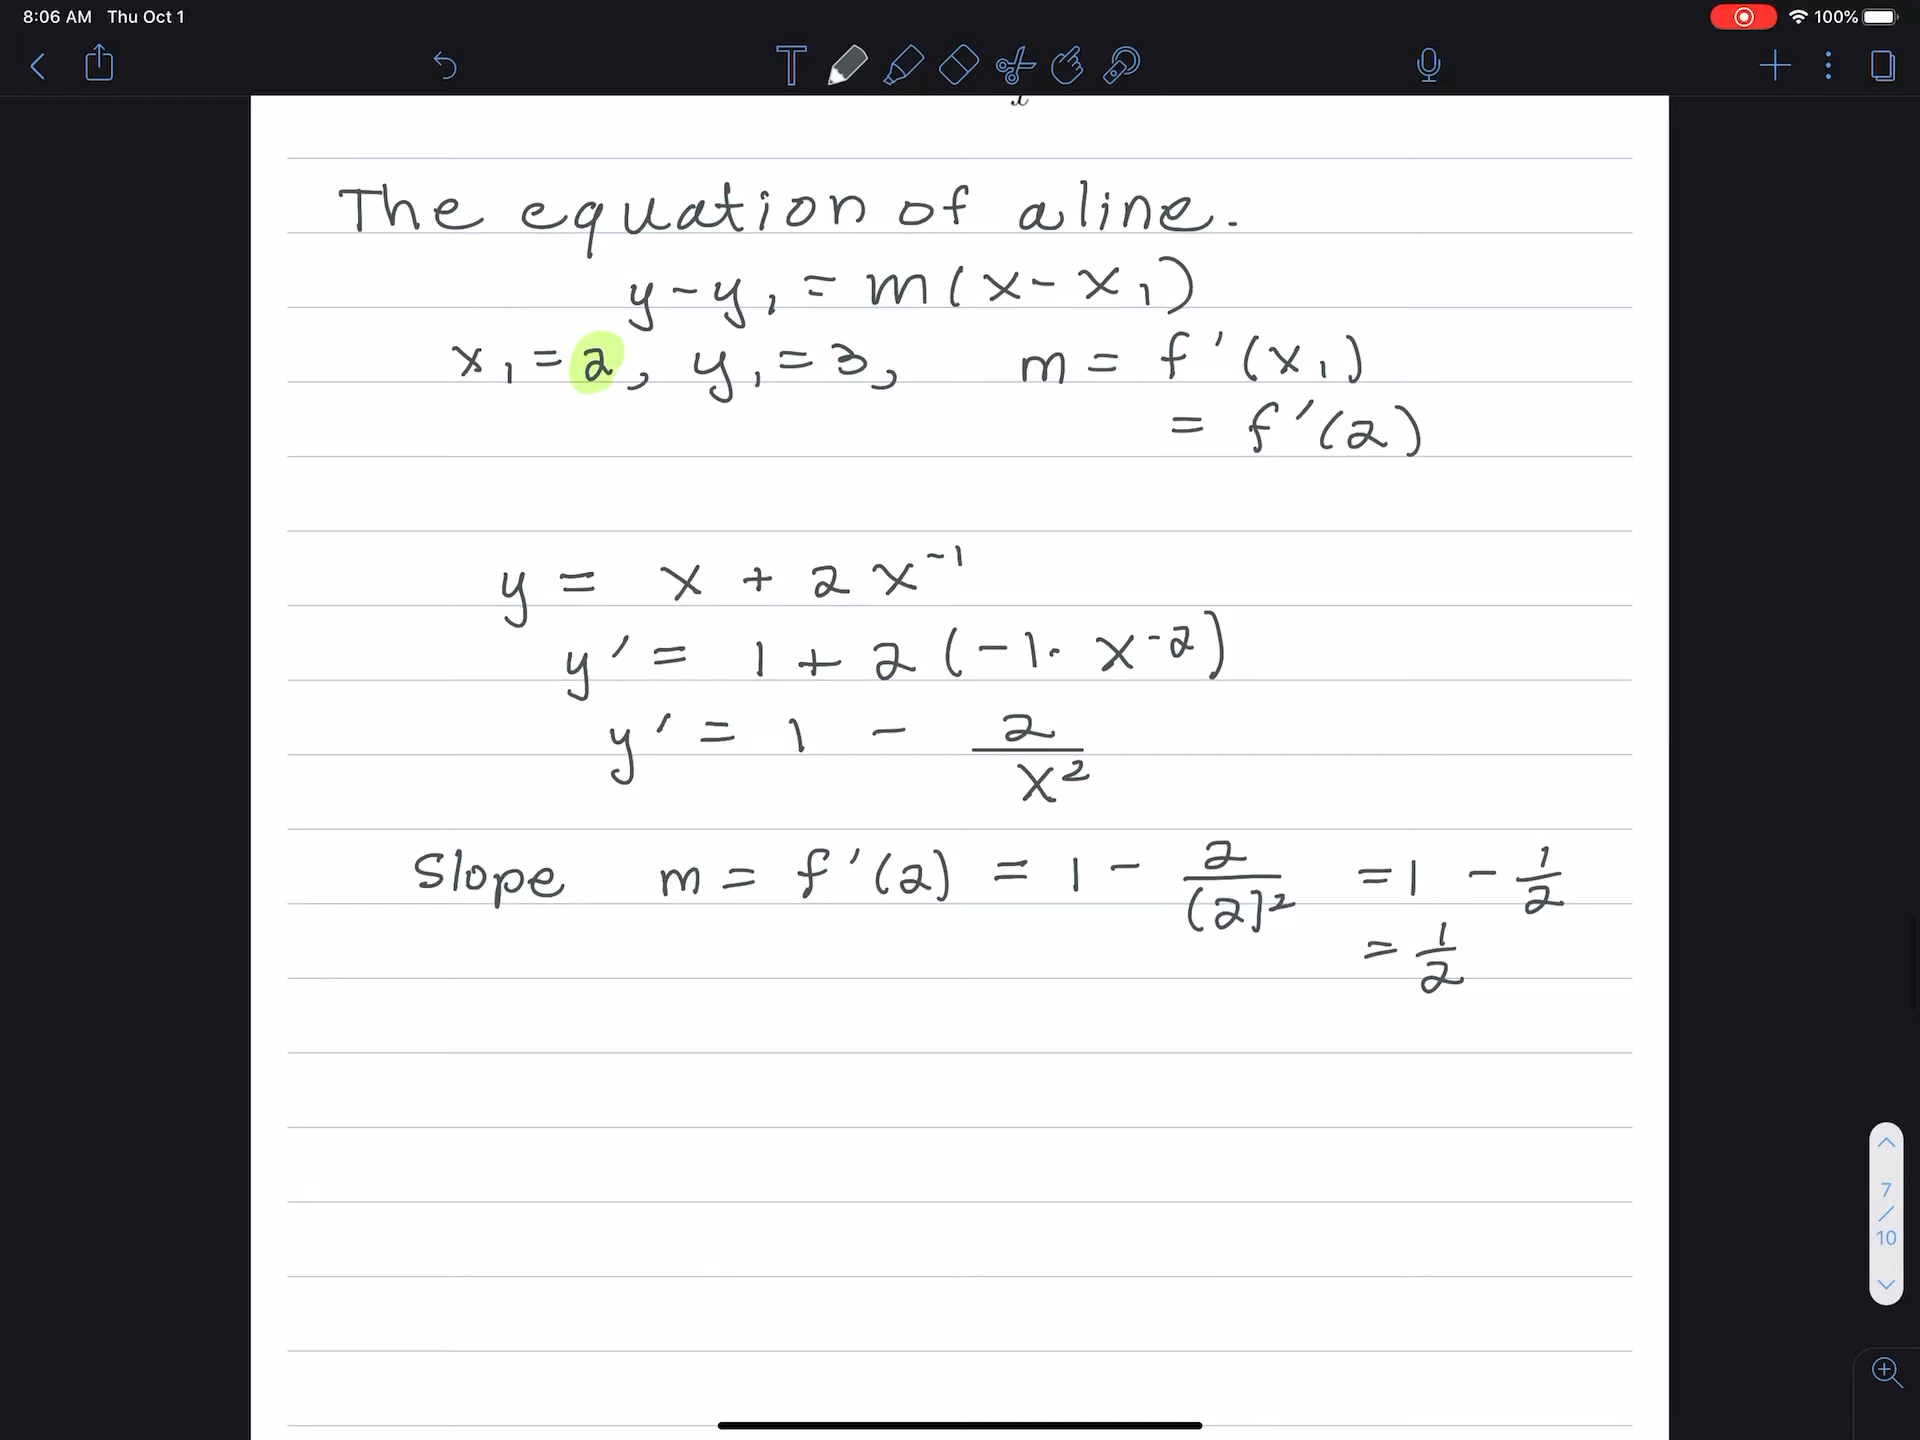 8:06 AM Thu Oct 1 100%
T
x
The equation of a line.
y - y₁ = m(x - x₁)
x₁ = 2, y₁ = 3, m = f'(x₁)
= f'(2)
y = x + 2x⁻¹
y' = 1 + 2(-1· x⁻²)
y' = 1 - 2/x²
Slope m = f'(2) = 1 - 2/(2]² = 1 - 1/2
= 1/2
7
/
10